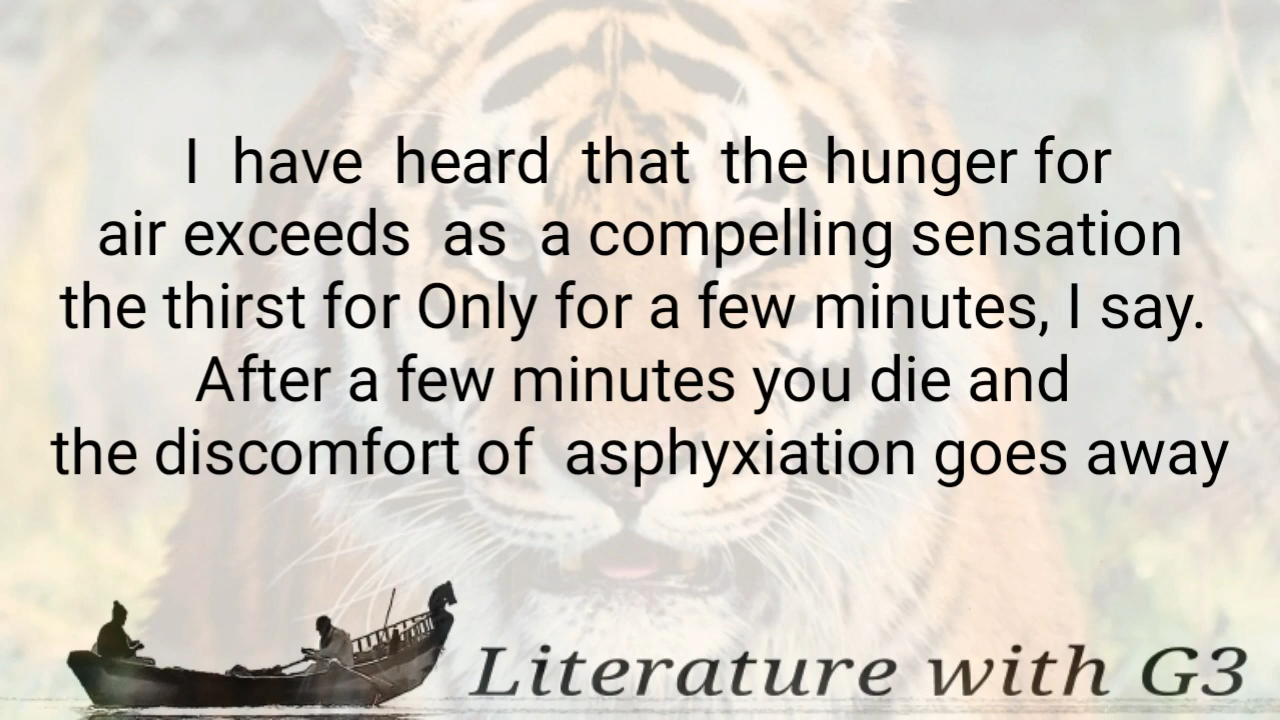 I have heard that the hunger for
air exceeds as a compelling sensation
the thirst for Only for a few minutes, I say.
After a few minutes you die and
the discomfort of asphyxiation goes away
Literature with G3